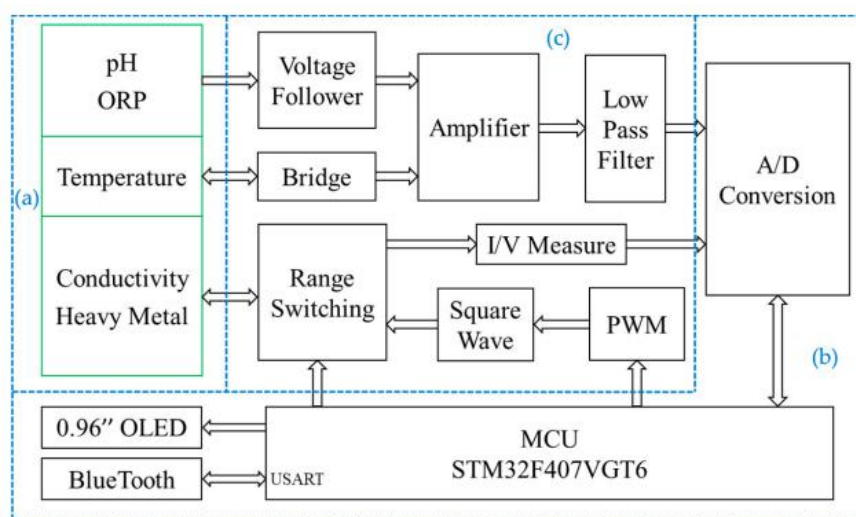 (a)
pH
ORP
Temperature
Conductivity
Heavy Metal
(c)
Voltage
Follower
Bridge
Amplifier
Low
Pass
Filter
Range
Switching
I/V Measure
Square
Wave
PWM
A/D
Conversion
(b)
0.96″ OLED
BlueTooth
USART
MCU
STM32F407VGT6